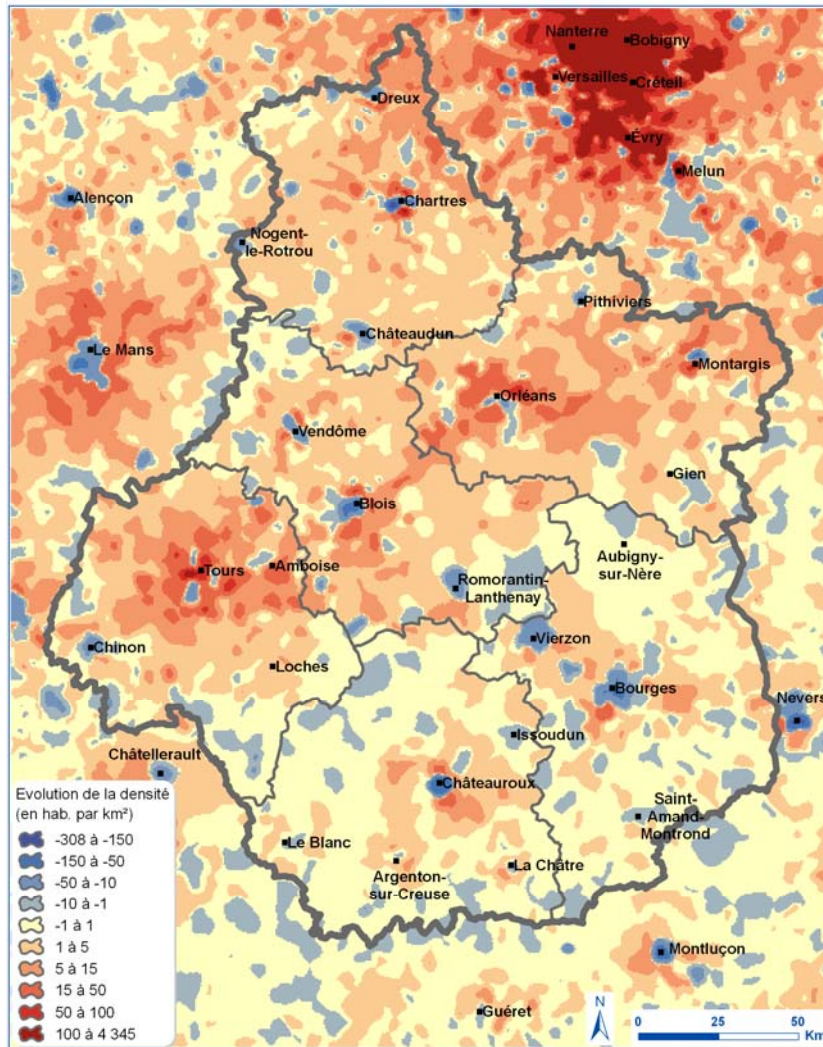 Nanterre
Bobigny
Versailles
Créteil
Dreux
Évry
Melun
Alençon
Chartres
Nogent-
le-Rotrou
Pithiviers
Châteaudun
Le Mans
Montargis
Orléans
Vendôme
Gien
Blois
Aubigny-
sur-Nère
Amboise
Tours
Romorantin-
Lanthenay
Vierzon
Chinon
Loches
Bourges
Nevers
Issoudun
Châtellerault
Châteauroux
Saint-
Amand-
Montrond
Le Blanc
Argenton-
sur-Creuse
La Châtre
Montluçon
Guéret
Evolution de la densité
(en hab. par km²)
-308 à -150
-150 à -50
-50 à -10
-10 à -1
-1 à 1
1 à 5
5 à 15
15 à 50
50 à 100
100 à 4 345
N
0 25 50
Km